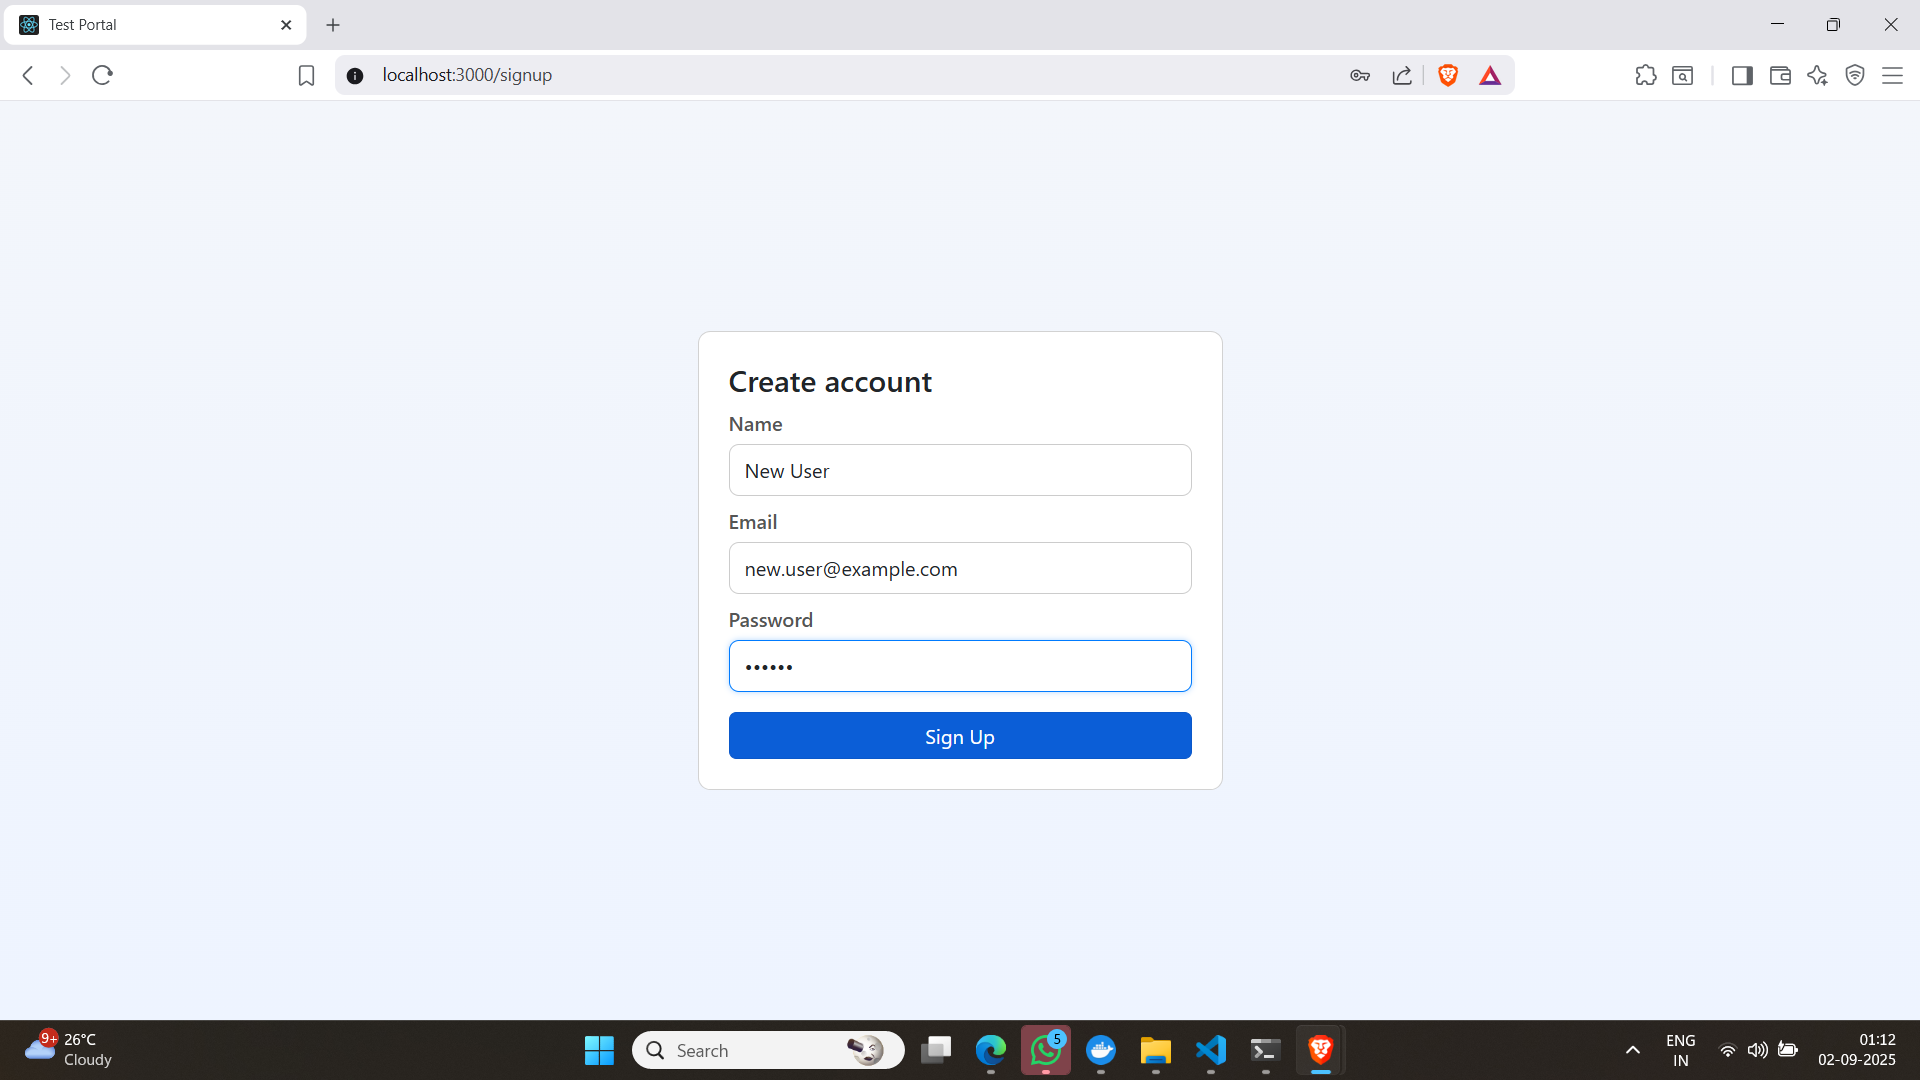 Test Portal
localhost:3000/signup
Create account
Name
New User
Email
new.user@example.com
Password
••••••
Sign Up
9+
26°C
Cloudy
Search
5
ENG
IN
01:12
02-09-2025